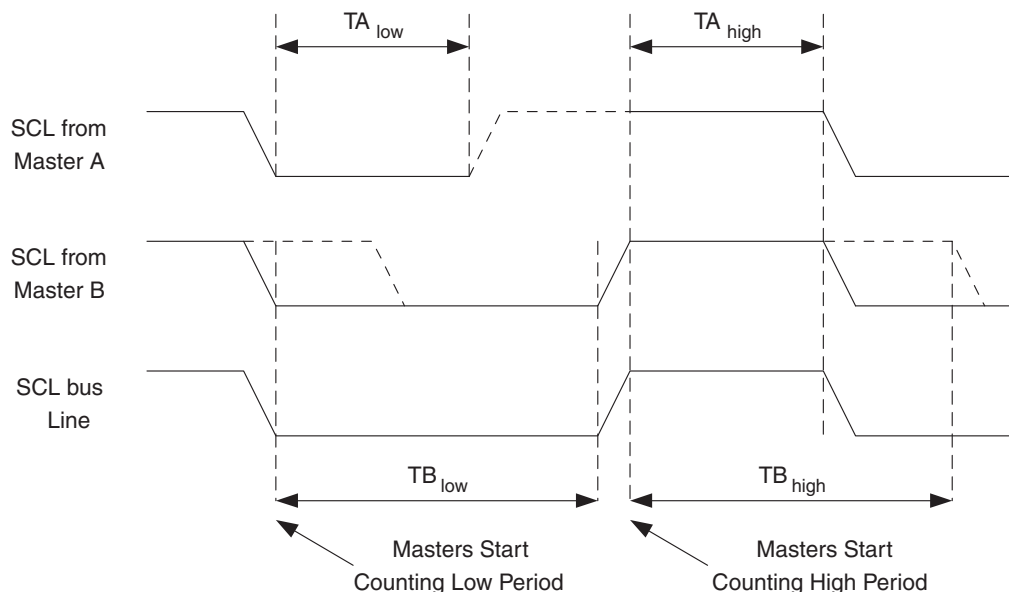 TA low
TA high
SCL from
Master A
SCL from
Master B
SCL bus
Line
TB low
TB high
Masters Start
Counting Low Period
Masters Start
Counting High Period